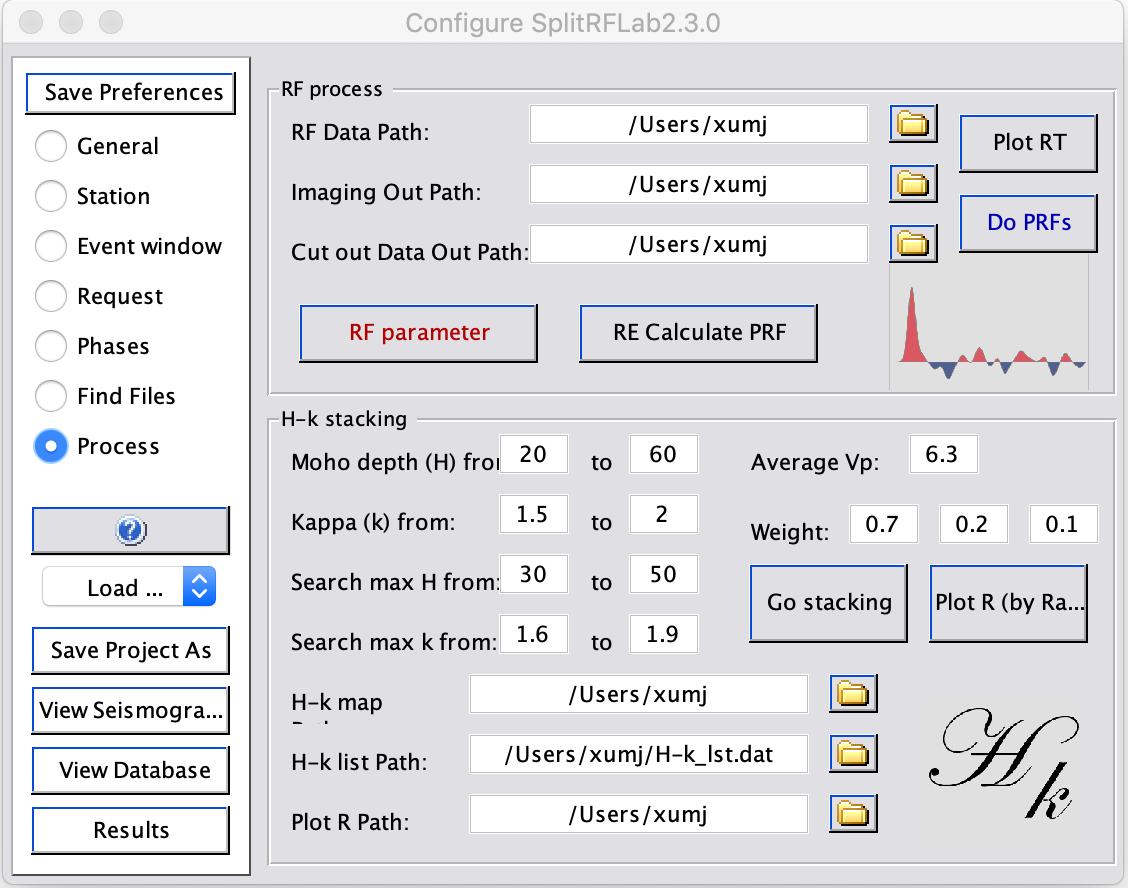 Configure SplitRFLab2.3.0
Save Preferences
General
Station
Event window
Request
Phases
Find Files
Process
?
Load ...
Save Project As
View Seismogra...
View Database
Results
RF process
RF Data Path: /Users/xumj
Imaging Out Path: /Users/xumj
Cut out Data Out Path: /Users/xumj
Plot RT
Do PRFs
RF parameter
RE Calculate PRF
H-k stacking
Moho depth (H) from 20 to 60
Kappa (k) from: 1.5 to 2
Search max H from: 30 to 50
Search max k from: 1.6 to 1.9
Average Vp: 6.3
Weight: 0.7 0.2 0.1
Go stacking
Plot R (by Ra...
H-k map
/Users/xumj
H-k list Path: /Users/xumj/H-k_lst.dat
Plot R Path: /Users/xumj
Hk